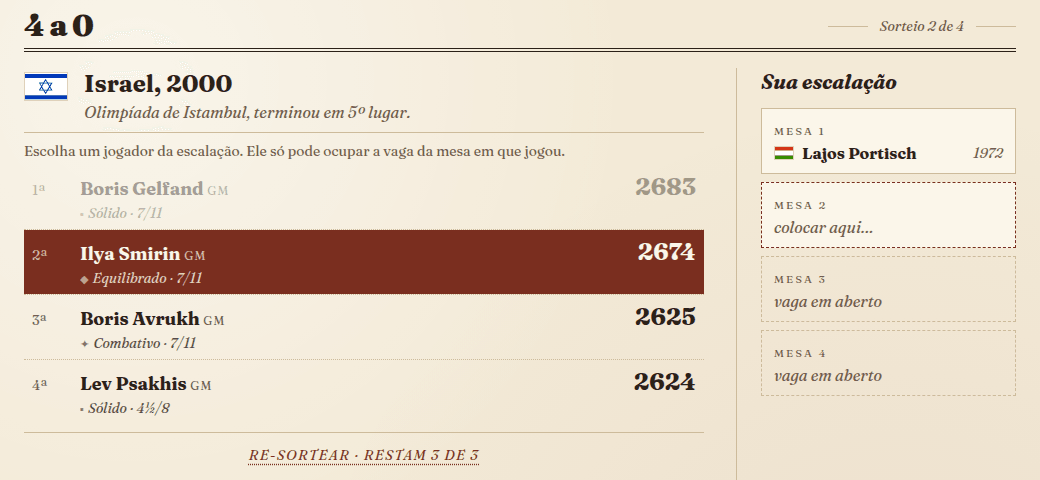 4 a 0
Sorteio 2 de 4
Israel, 2000
Olimpíada de Istambul, terminou em 5º lugar.
Escolha um jogador da escalação. Ele só pode ocupar a vaga da mesa em que jogou.
1ª Boris Gelfand GM 2683
▪ Sólido · 7/11
2ª Ilya Smirin GM 2674
◆ Equilibrado · 7/11
3ª Boris Avrukh GM 2625
✦ Combativo · 7/11
4ª Lev Psakhis GM 2624
▪ Sólido · 4½/8
RE-SORTEAR · RESTAM 3 DE 3
Sua escalação
MESA 1
Lajos Portisch 1972
MESA 2
colocar aqui...
MESA 3
vaga em aberto
MESA 4
vaga em aberto